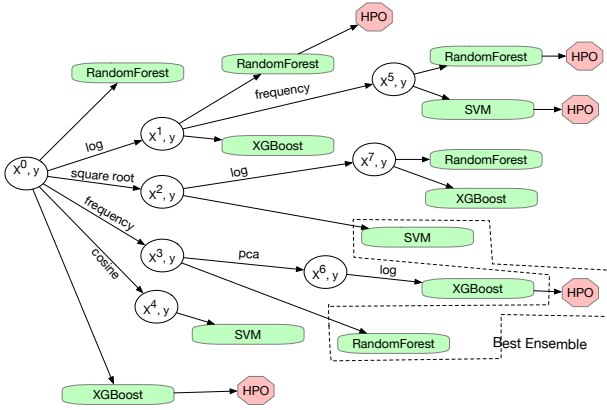 HPO
RandomForest
RandomForest
frequency
X⁵, y
RandomForest
HPO
SVM
HPO
log
X¹, y
XGBoost
X⁰, y
square root
X², y
log
X⁷, y
RandomForest
XGBoost
SVM
frequency
X³, y
pca
X⁶, y
log
XGBoost
HPO
cosine
X⁴, y
SVM
RandomForest
Best Ensemble
XGBoost
HPO